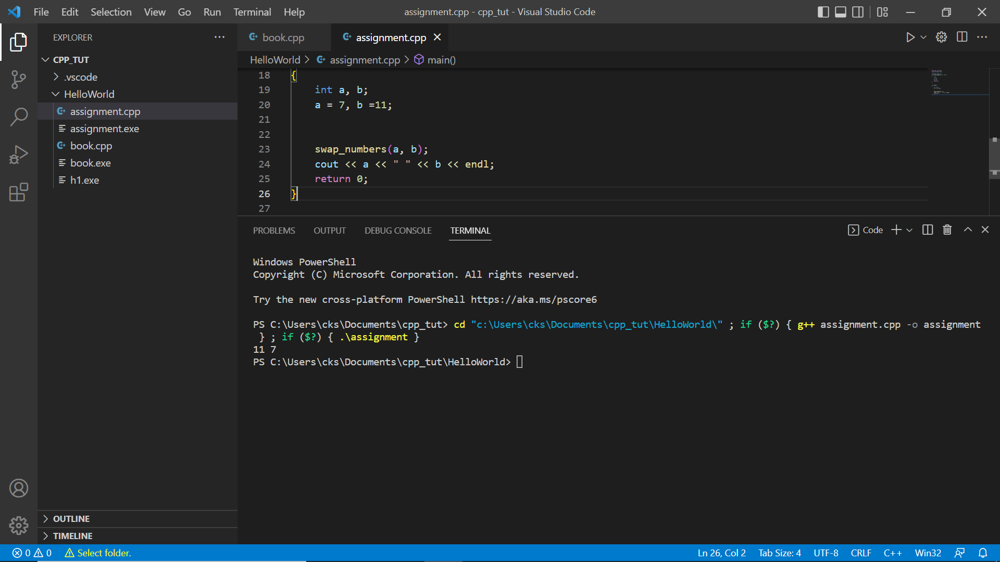 File Edit Selection View Go Run Terminal Help
assignment.cpp - cpp_tut - Visual Studio Code
EXPLORER
CPP_TUT
.vscode
HelloWorld
assignment.cpp
assignment.exe
book.cpp
book.exe
h1.exe
OUTLINE
TIMELINE
book.cpp assignment.cpp
HelloWorld > assignment.cpp > main()
18 {
19 int a, b;
20 a = 7, b =11;
21
22
23 swap_numbers(a, b);
24 cout << a << " " << b << endl;
25 return 0;
26 }
27
PROBLEMS OUTPUT DEBUG CONSOLE TERMINAL
Code
Windows PowerShell
Copyright (C) Microsoft Corporation. All rights reserved.
Try the new cross-platform PowerShell https://aka.ms/pscore6
PS C:\Users\cks\Documents\cpp_tut> cd "c:\Users\cks\Documents\cpp_tut\HelloWorld\" ; if ($?) { g++ assignment.cpp -o assignment
} ; if ($?) { .\assignment }
11 7
PS C:\Users\cks\Documents\cpp_tut\HelloWorld>
0 0 Select folder.
Ln 26, Col 2 Tab Size: 4 UTF-8 CRLF C++ Win32